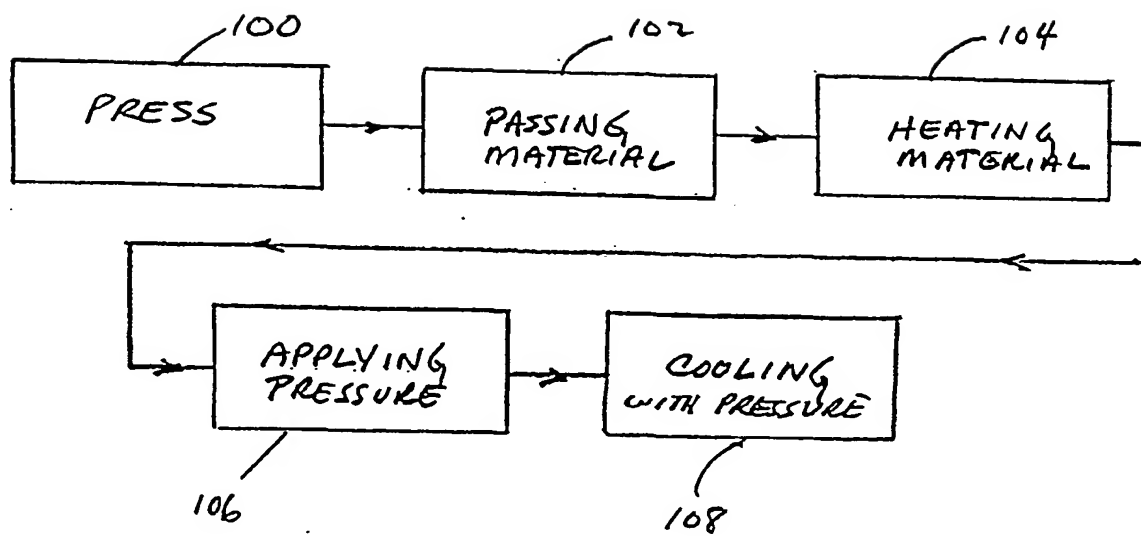 100
102
104
PRESS
PASSING
MATERIAL
HEATING
MATERIAL
APPLYING
PRESSURE
COOLING
WITH PRESSURE
106
108